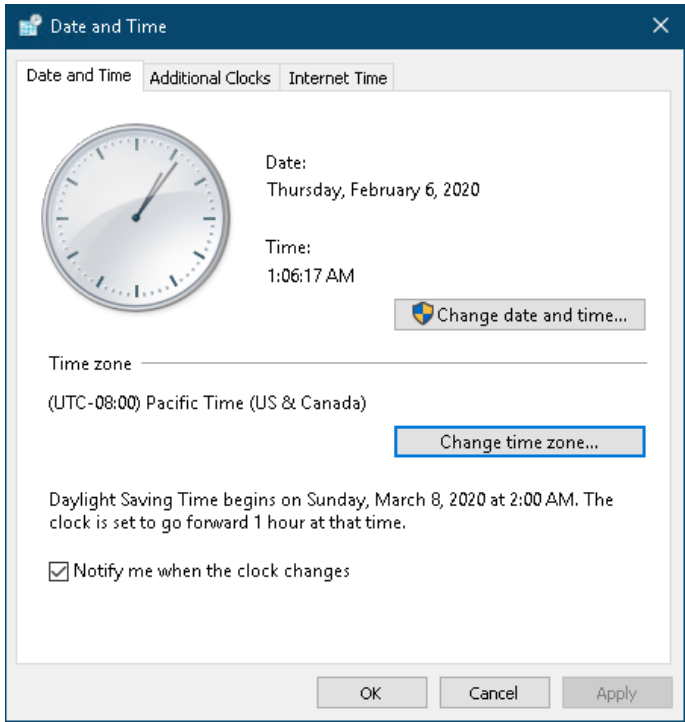 Date and Time
Date and Time
Additional Clocks
Internet Time
Date:
Thursday, February 6, 2020
Time:
1:06:17 AM
Change date and time...
Time zone
(UTC-08:00) Pacific Time (US & Canada)
Change time zone...
Daylight Saving Time begins on Sunday, March 8, 2020 at 2:00 AM. The
clock is set to go forward 1 hour at that time.
Notify me when the clock changes
OK
Cancel
Apply